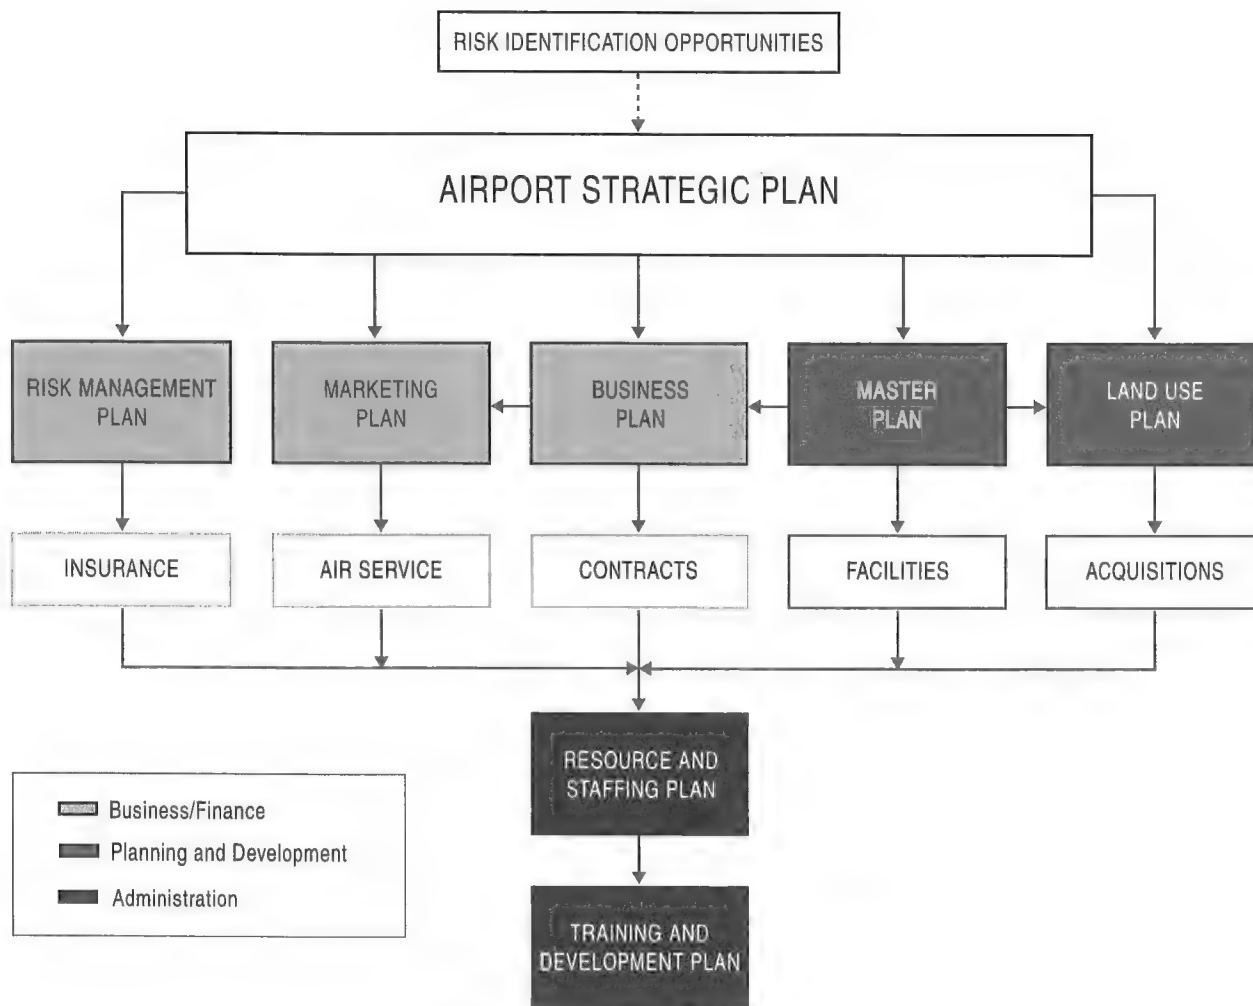 RISK IDENTIFICATION OPPORTUNITIES
AIRPORT STRATEGIC PLAN
RISK MANAGEMENT
PLAN
MARKETING
PLAN
BUSINESS
PLAN
MASTER
PLAN
LAND USE
PLAN
INSURANCE
AIR SERVICE
CONTRACTS
FACILITIES
ACQUISITIONS
RESOURCE AND
STAFFING PLAN
Business/Finance
Planning and Development
Administration
TRAINING AND
DEVELOPMENT PLAN